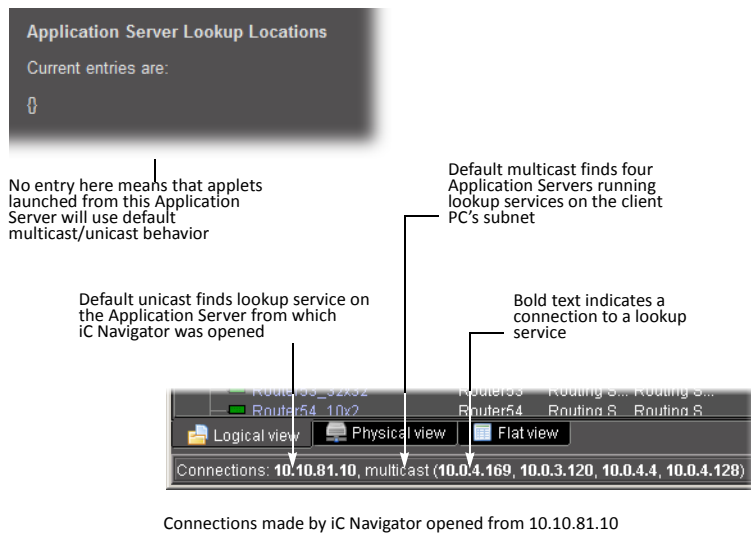 Application Server Lookup Locations
Current entries are:
{}
No entry here means that applets
launched from this Application
Server will use default
multicast/unicast behavior
Default multicast finds four
Application Servers running
lookup services on the client
PC's subnet
Default unicast finds lookup service on
the Application Server from which
iC Navigator was opened
Bold text indicates a
connection to a lookup
service
Router53_32x32 Router53 Routing S... Routing S...
Router54_10x2 Router54 Routing S... Routing S...
Logical view Physical view Flat view
Connections: 10.10.81.10, multicast (10.0.4.169, 10.0.3.120, 10.0.4.4, 10.0.4.128)
Connections made by iC Navigator opened from 10.10.81.10